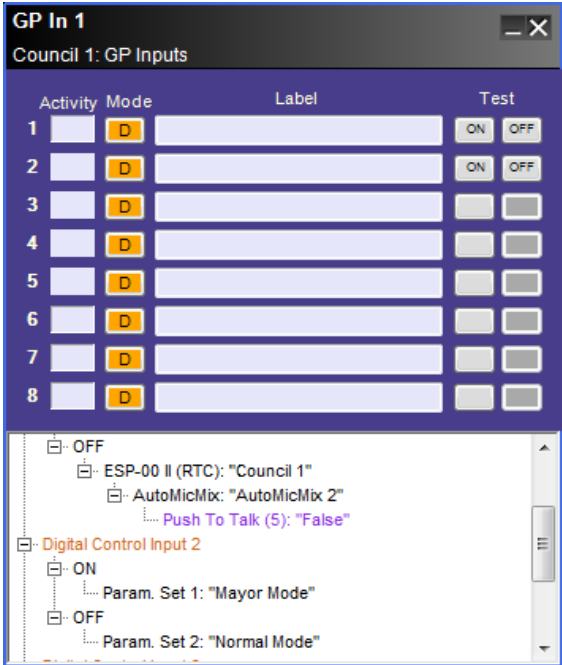 GP In 1
Council 1: GP Inputs
Activity Mode Label Test
1 D ON OFF
2 D ON OFF
3 D
4 D
5 D
6 D
7 D
8 D
OFF
ESP-00 II (RTC): "Council 1"
AutoMicMix: "AutoMicMix 2"
Push To Talk (5): "False"
Digital Control Input 2
ON
Param. Set 1: "Mayor Mode"
OFF
Param. Set 2: "Normal Mode"